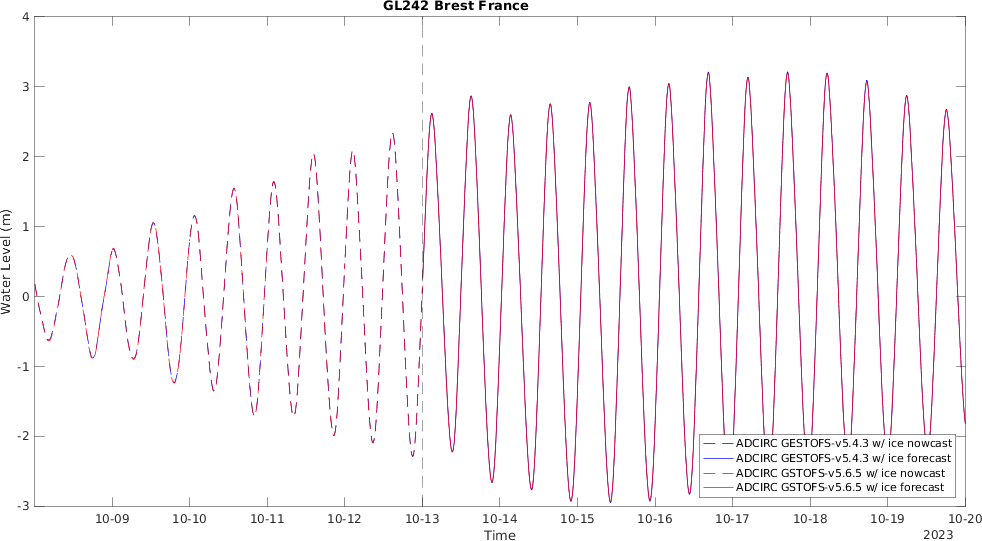 GL242 Brest France
4
3
2
1
0
-1
-2
-3
Water Level (m)
10-09 10-10 10-11 10-12 10-13 10-14 10-15 10-16 10-17 10-18 10-19 10-20
Time
2023
ADCIRC GESTOFS-v5.4.3 w/ ice nowcast
ADCIRC GESTOFS-v5.4.3 w/ ice forecast
ADCIRC GSTOFS-v5.6.5 w/ ice nowcast
ADCIRC GSTOFS-v5.6.5 w/ ice forecast